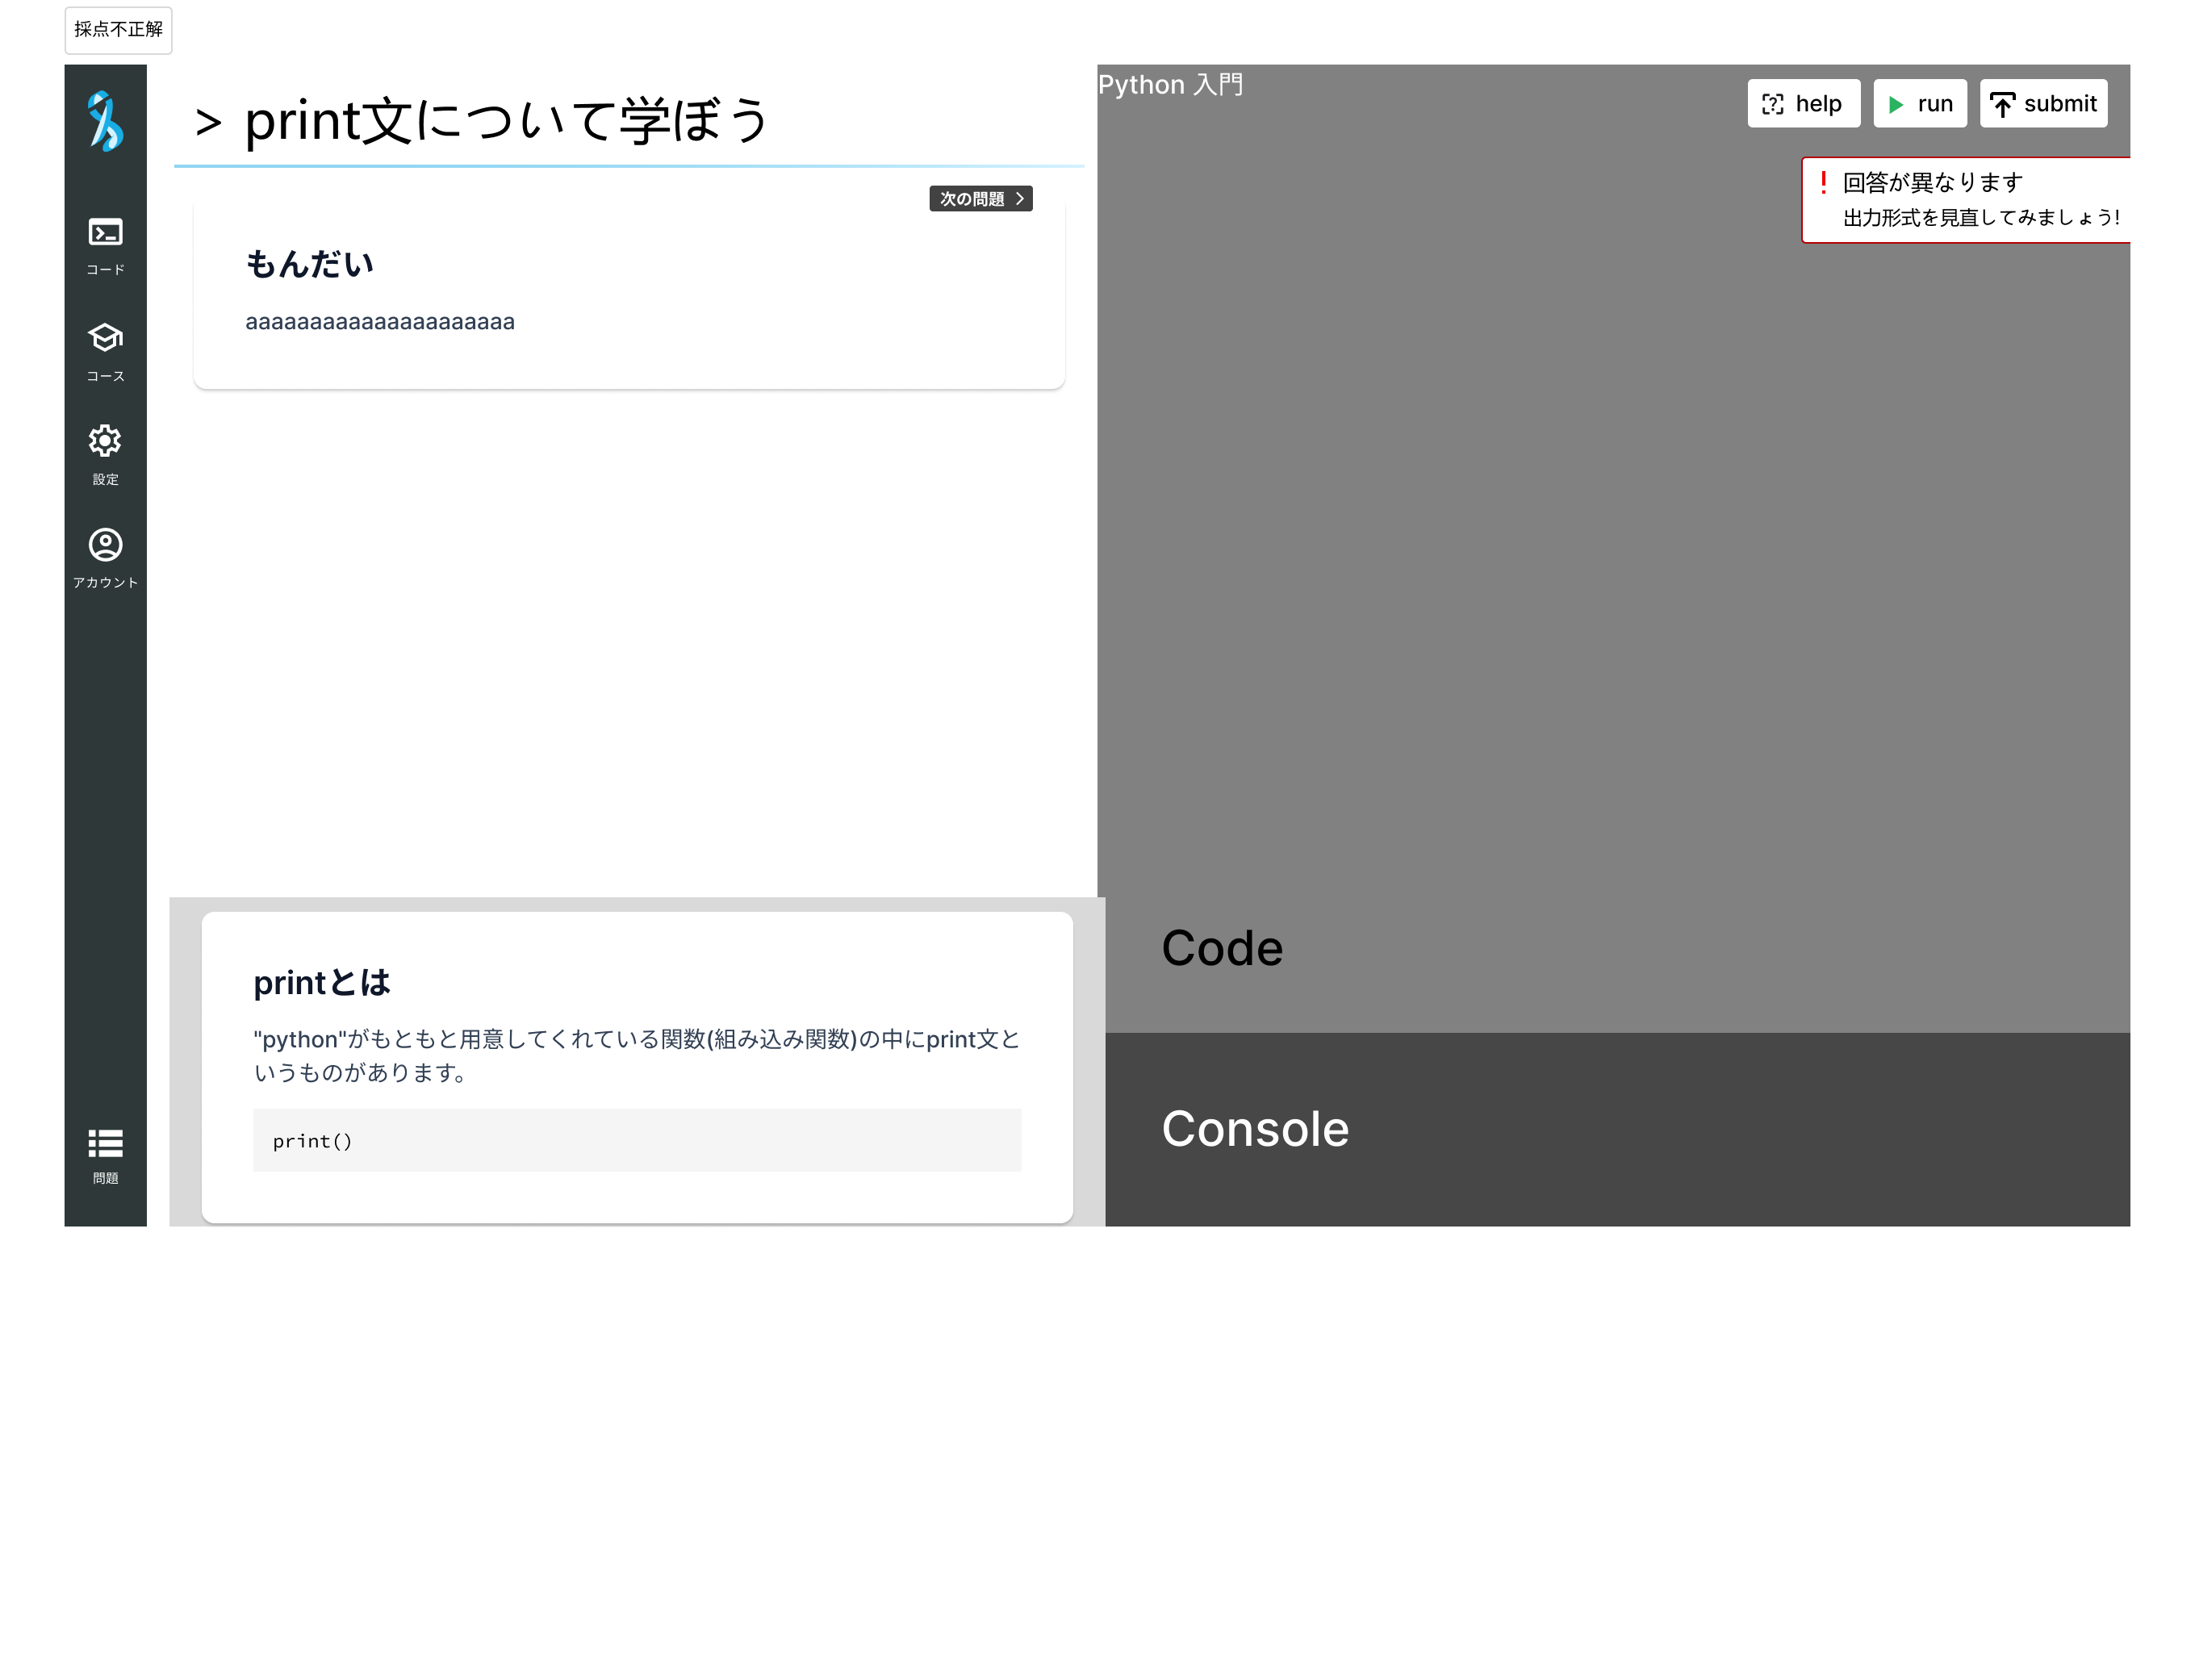 採点不正解
コード
コース
設定
アカウント
問題
> print文について学ぼう
次の問題
もんだい
aaaaaaaaaaaaaaaaaaaaa
printとは
"python"がもともと用意してくれている関数(組み込み関数)の中にprint文と
いうものがあります。
print()
Python 入門
help
run
submit
! 回答が異なります
出力形式を見直してみましょう!
Code
Console